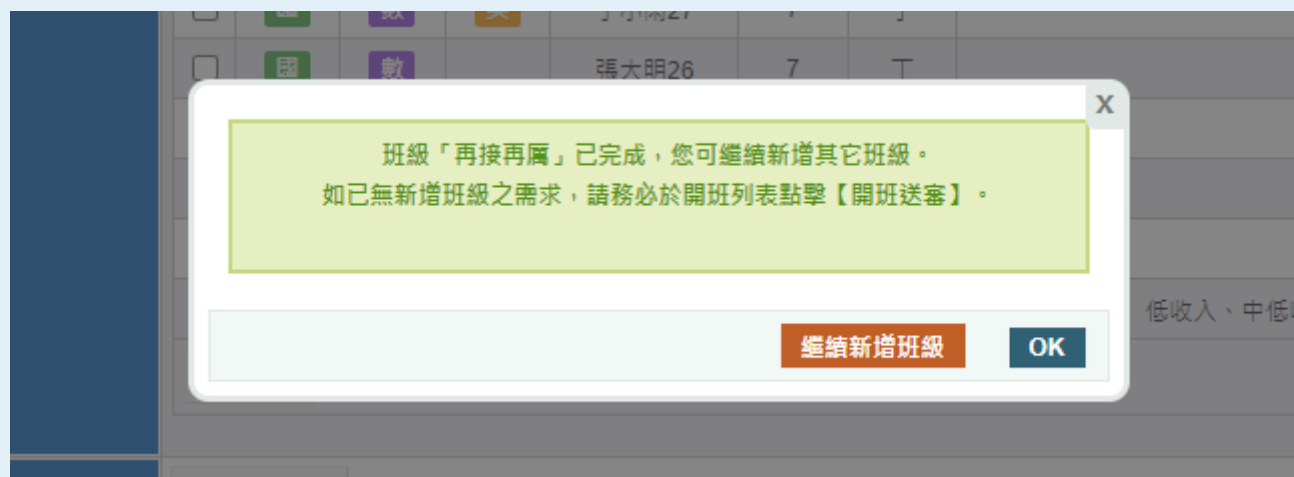 國 數 張大明26 7 丁
X
班級「再接再厲」已完成，您可繼續新增其它班級。
如已無新增班級之需求，請務必於開班列表點擊【開班送審】。
低收入、中低
繼續新增班級 OK